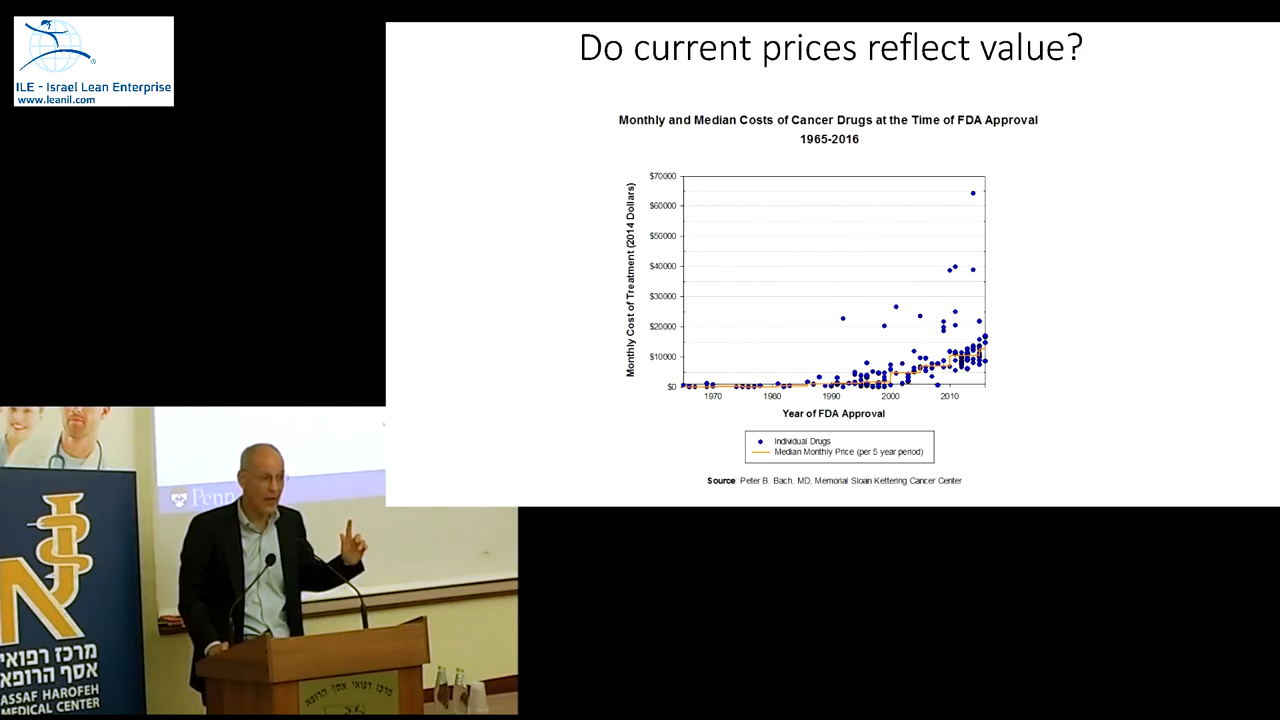 ILE - Israel Lean Enterprise
www.leanil.com
Do current prices reflect value?
Monthly and Median Costs of Cancer Drugs at the Time of FDA Approval
1965-2016
Monthly Cost of Treatment (2014 Dollars)
$70000
$60000
$50000
$40000
$30000
$20000
$10000
$0
1970 1980 1990 2000 2010
Year of FDA Approval
Individual Drugs
Median Monthly Price (per 5 year period)
Source: Peter B. Bach, MD, Memorial Sloan Kettering Cancer Center
Penn
מרכז רפואי
אסף הרופא
ASSAF HAROFEH
MEDICAL CENTER
מרכז רפואי אסף הרופא